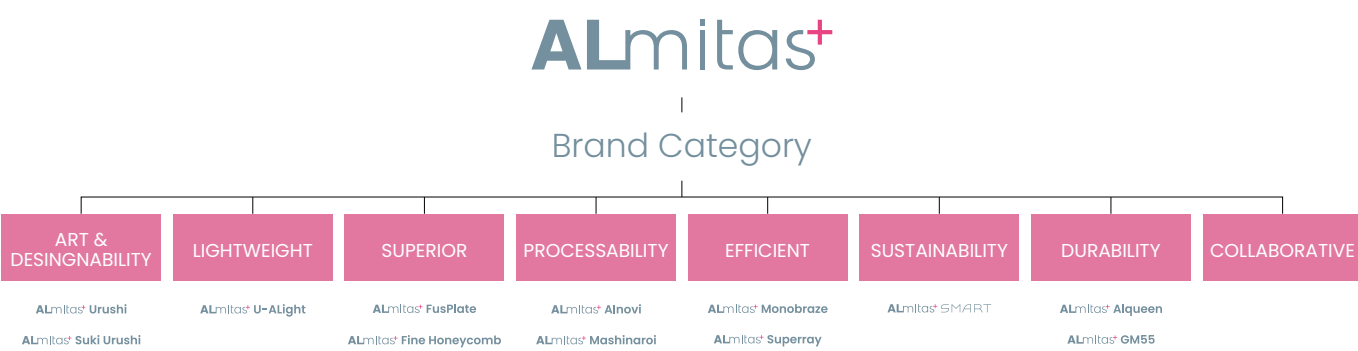 ALmitas+
Brand Category
ART &
DESINGNABILITY
LIGHTWEIGHT
SUPERIOR
PROCESSABILITY
EFFICIENT
SUSTAINABILITY
DURABILITY
COLLABORATIVE
ALmitas+ Urushi
ALmitas+ U-ALight
ALmitas+ FusPlate
ALmitas+ Alnovi
ALmitas+ Monobraze
ALmitas+ SMART
ALmitas+ Alqueen
ALmitas+ Suki Urushi
ALmitas+ Fine Honeycomb
ALmitas+ Mashinaroi
ALmitas+ Superray
ALmitas+ GM55